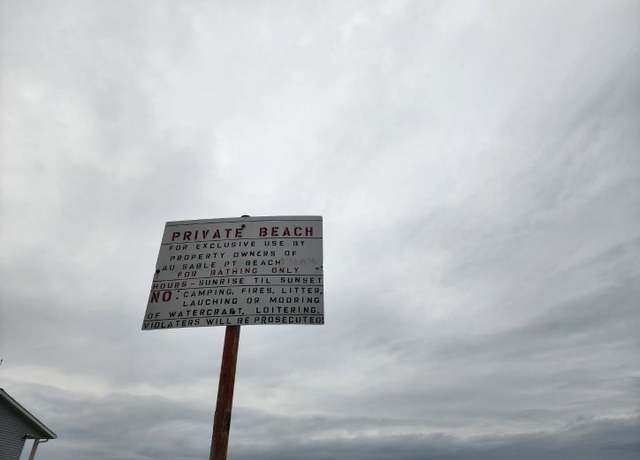 PRIVATE BEACH
FOR EXCLUSIVE USE BY
PROPERTY OWNERS OF
AU SABLE PT BEACH
FOR BATHING ONLY
HOURS - SUNRISE TIL SUNSET
NO: CAMPING, FIRES, LITTER,
LAUCHING OR MOORING
OF WATERCRAFT, LOITERING.
VIOLATERS WILL BE PROSECUTED